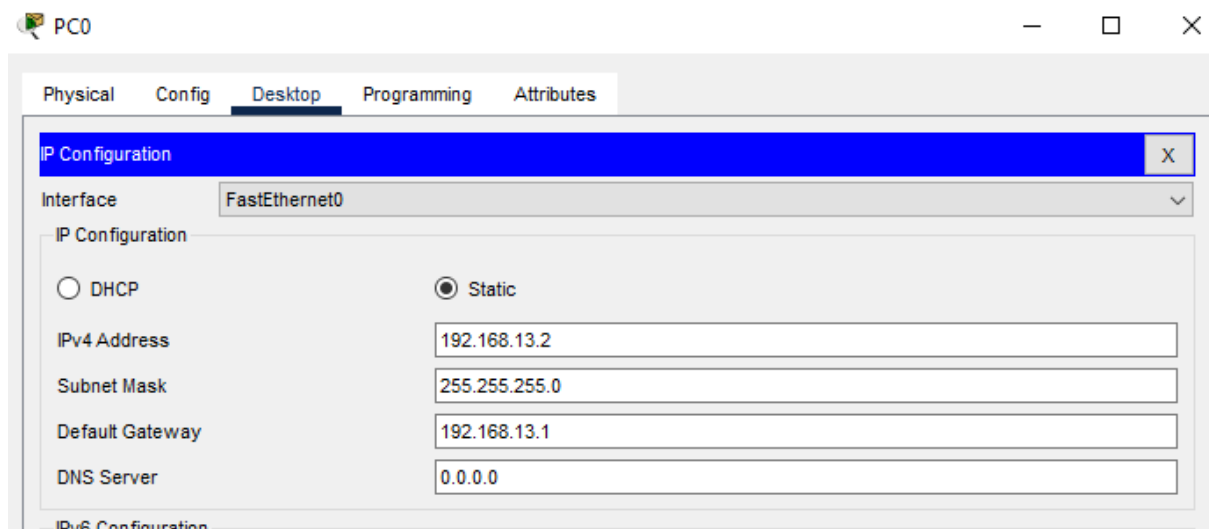 PC0
Physical Config Desktop Programming Attributes
IP Configuration X
Interface FastEthernet0
IP Configuration
DHCP Static
IPv4 Address 192.168.13.2
Subnet Mask 255.255.255.0
Default Gateway 192.168.13.1
DNS Server 0.0.0.0
IPv6 Configuration